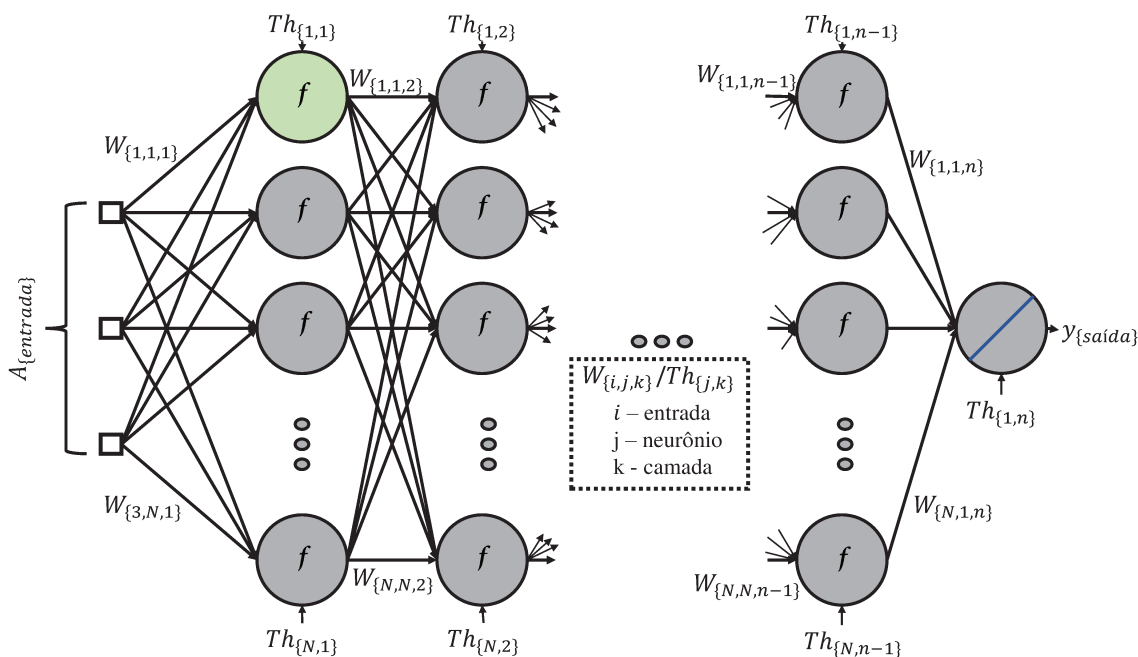 Th{1,1}
Th{1,2}
Th{1,n−1}
f
W{1,1,2}
f
W{1,1,n−1}
f
W{1,1,1}
W{1,1,n}
f
f
f
A{entrada}
f
f
f
y{saída}
W{i,j,k}/Th{j,k}
i – entrada
j – neurônio
k - camada
Th{1,n}
W{3,N,1}
W{N,1,n}
f
f
f
W{N,N,2}
W{N,N,n−1}
Th{N,1}
Th{N,2}
Th{N,n−1}